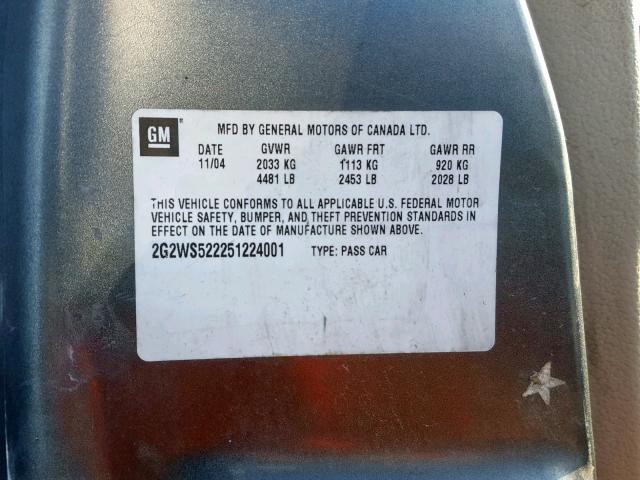 GM ® MFD BY GENERAL MOTORS OF CANADA LTD.
DATE GVWR GAWR FRT GAWR RR
11/04 2033 KG 1113 KG 920 KG
4481 LB 2453 LB 2028 LB
THIS VEHICLE CONFORMS TO ALL APPLICABLE U.S. FEDERAL MOTOR
VEHICLE SAFETY, BUMPER, AND THEFT PREVENTION STANDARDS IN
EFFECT ON THE DATE OF MANUFACTURE SHOWN ABOVE.
2G2WS522251224001 TYPE: PASS CAR